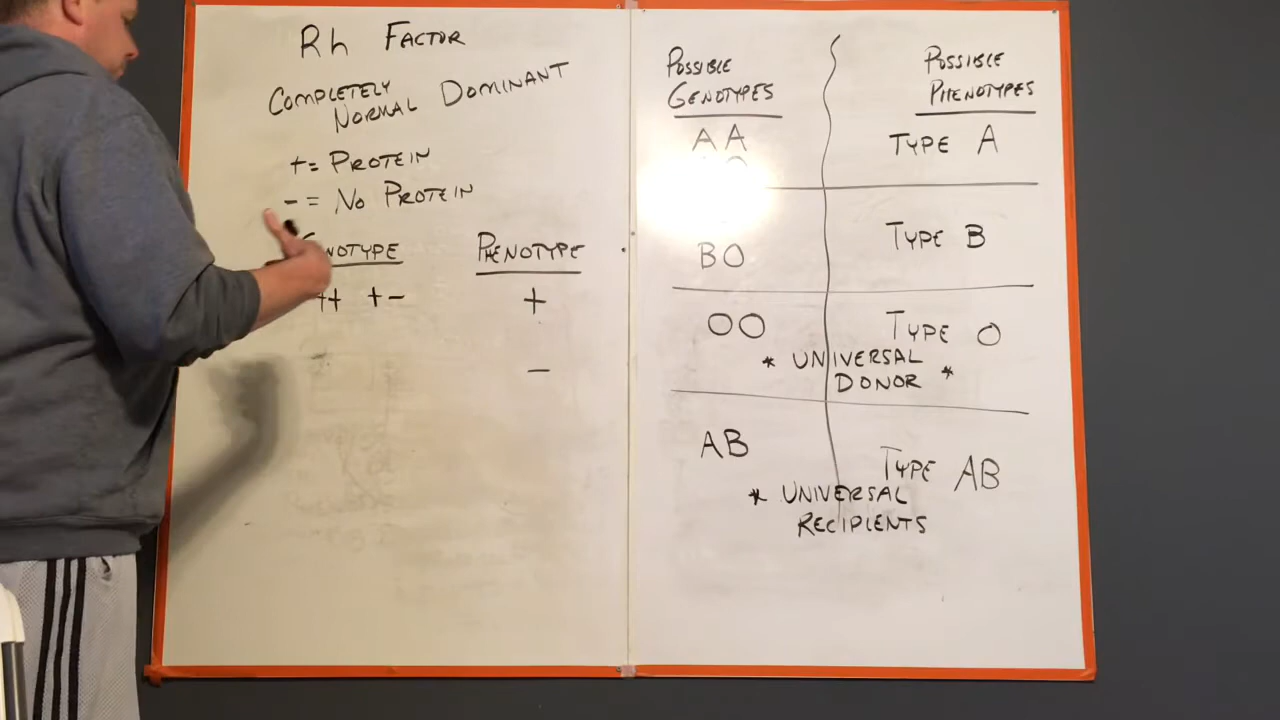 Rh FACTOR
COMPLETELY
NORMAL DOMINANT
+ = PROTEIN
- = NO PROTEIN
PHENOTYPE
++ +- +
-
POSSIBLE
GENOTYPES
POSSIBLE
PHENOTYPES
AA TYPE A
BO TYPE B
OO TYPE O
* UNIVERSAL
DONOR *
AB TYPE AB
* UNIVERSAL
RECIPIENTS